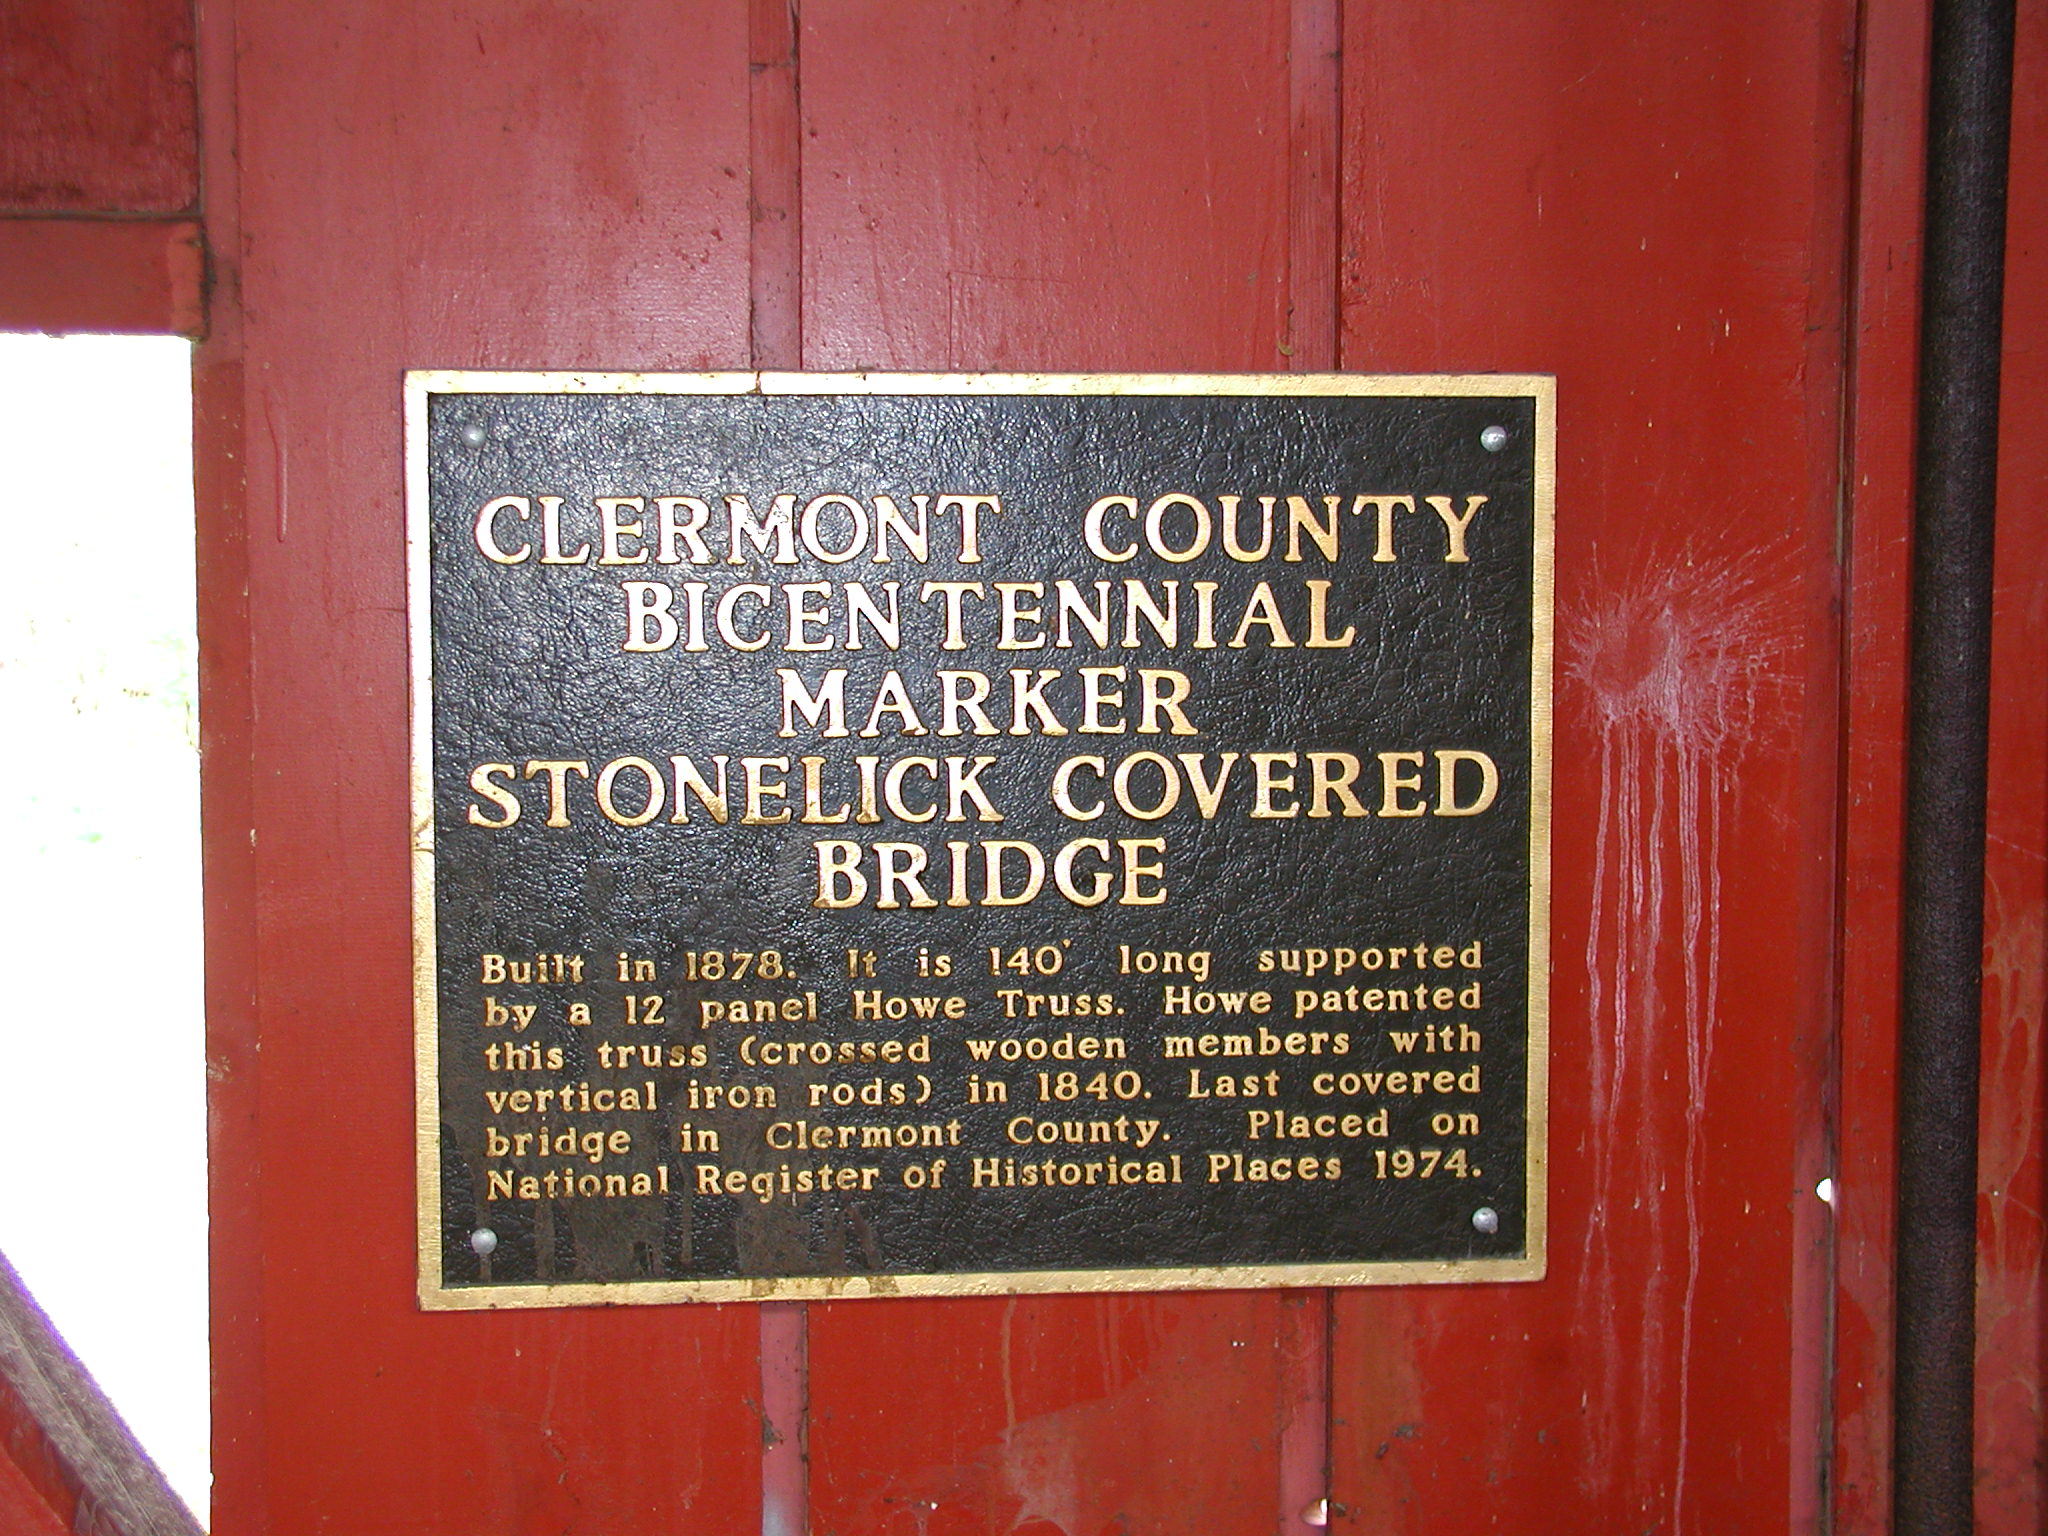 CLERMONT COUNTY
BICENTENNIAL
MARKER
STONELICK COVERED
BRIDGE
Built in 1878. It is 140' long supported
by a 12 panel Howe Truss. Howe patented
this truss (crossed wooden members with
vertical iron rods) in 1840. Last covered
bridge in Clermont County. Placed on
National Register of Historical Places 1974.